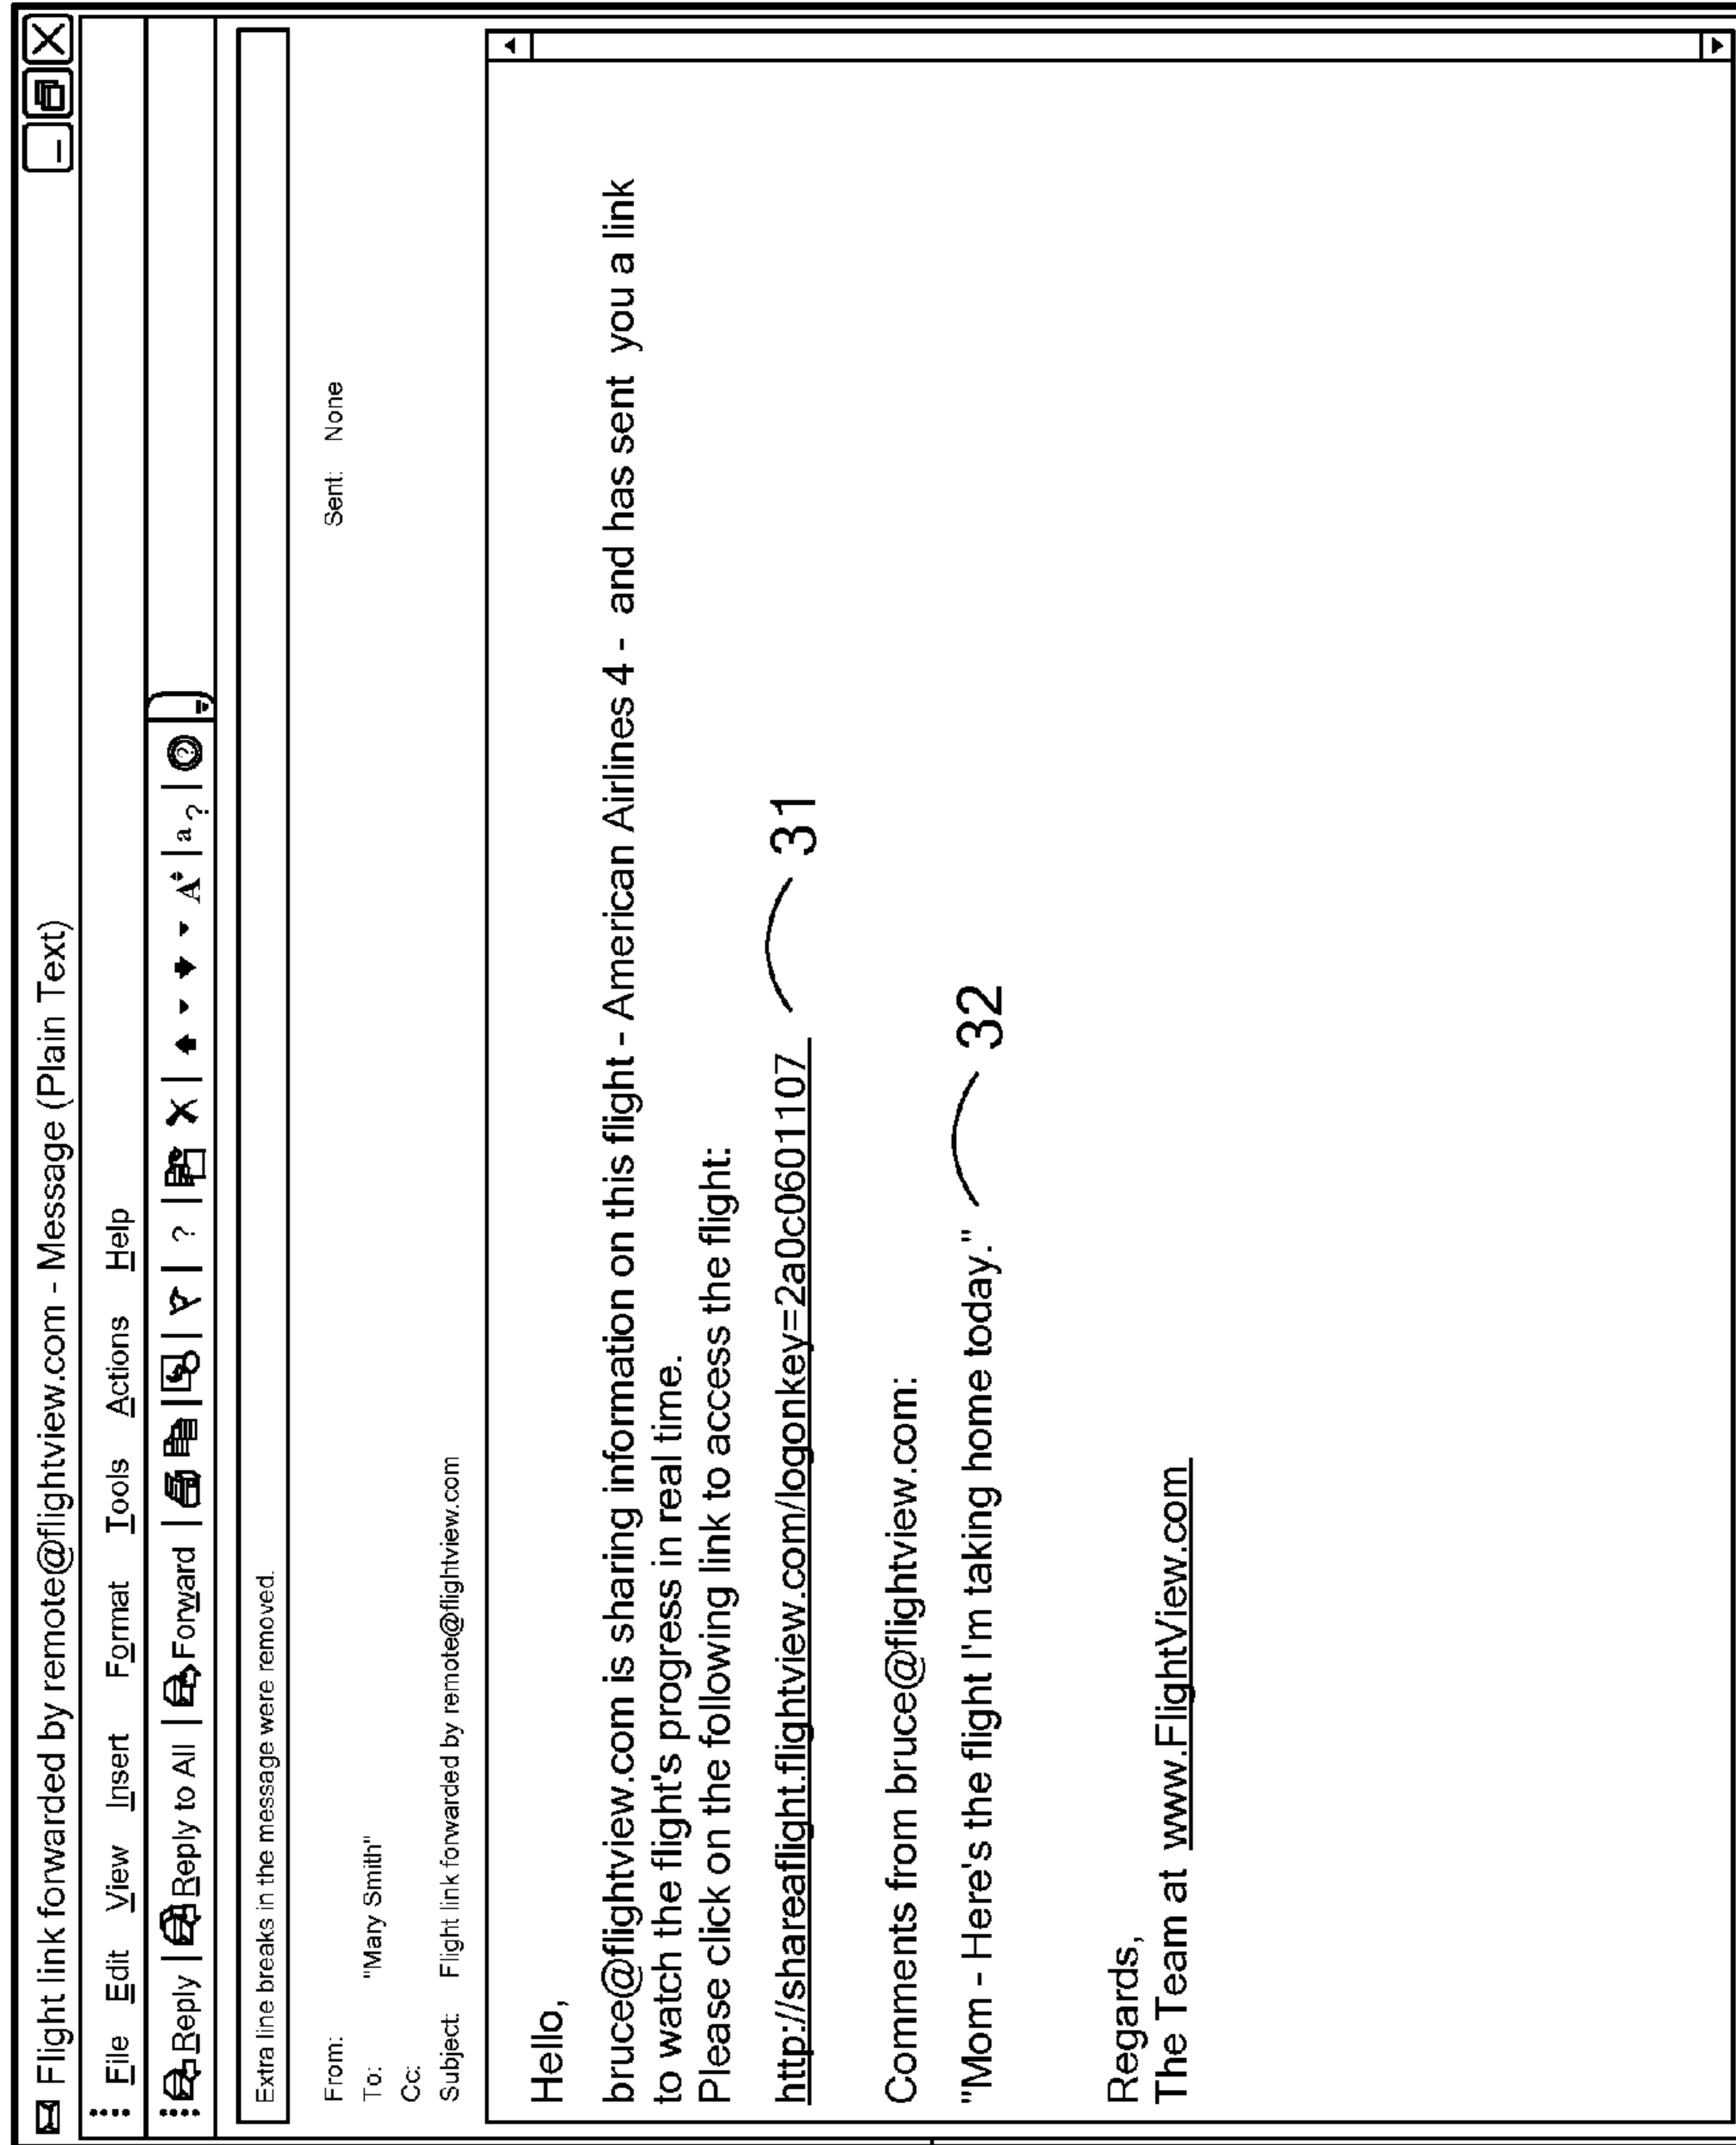 Flight link forwarded by remote@flightview.com - Message (Plain Text)
File Edit View Insert Format Tools Actions Help
Reply | Reply to All | Forward
Extra line breaks in the message were removed.
From: Sent: None
To: "Mary Smith"
Cc:
Subject: Flight link forwarded by remote@flightview.com
Hello,
bruce@flightview.com is sharing information on this flight - American Airlines 4 - and has sent you a link
to watch the flight's progress in real time.
Please click on the following link to access the flight:
http://shareaflight.flightview.com/logonkey=2a0c0601107 31
Comments from bruce@flightview.com:
"Mom - Here's the flight I'm taking home today." 32
Regards,
The Team at www.FlightView.com